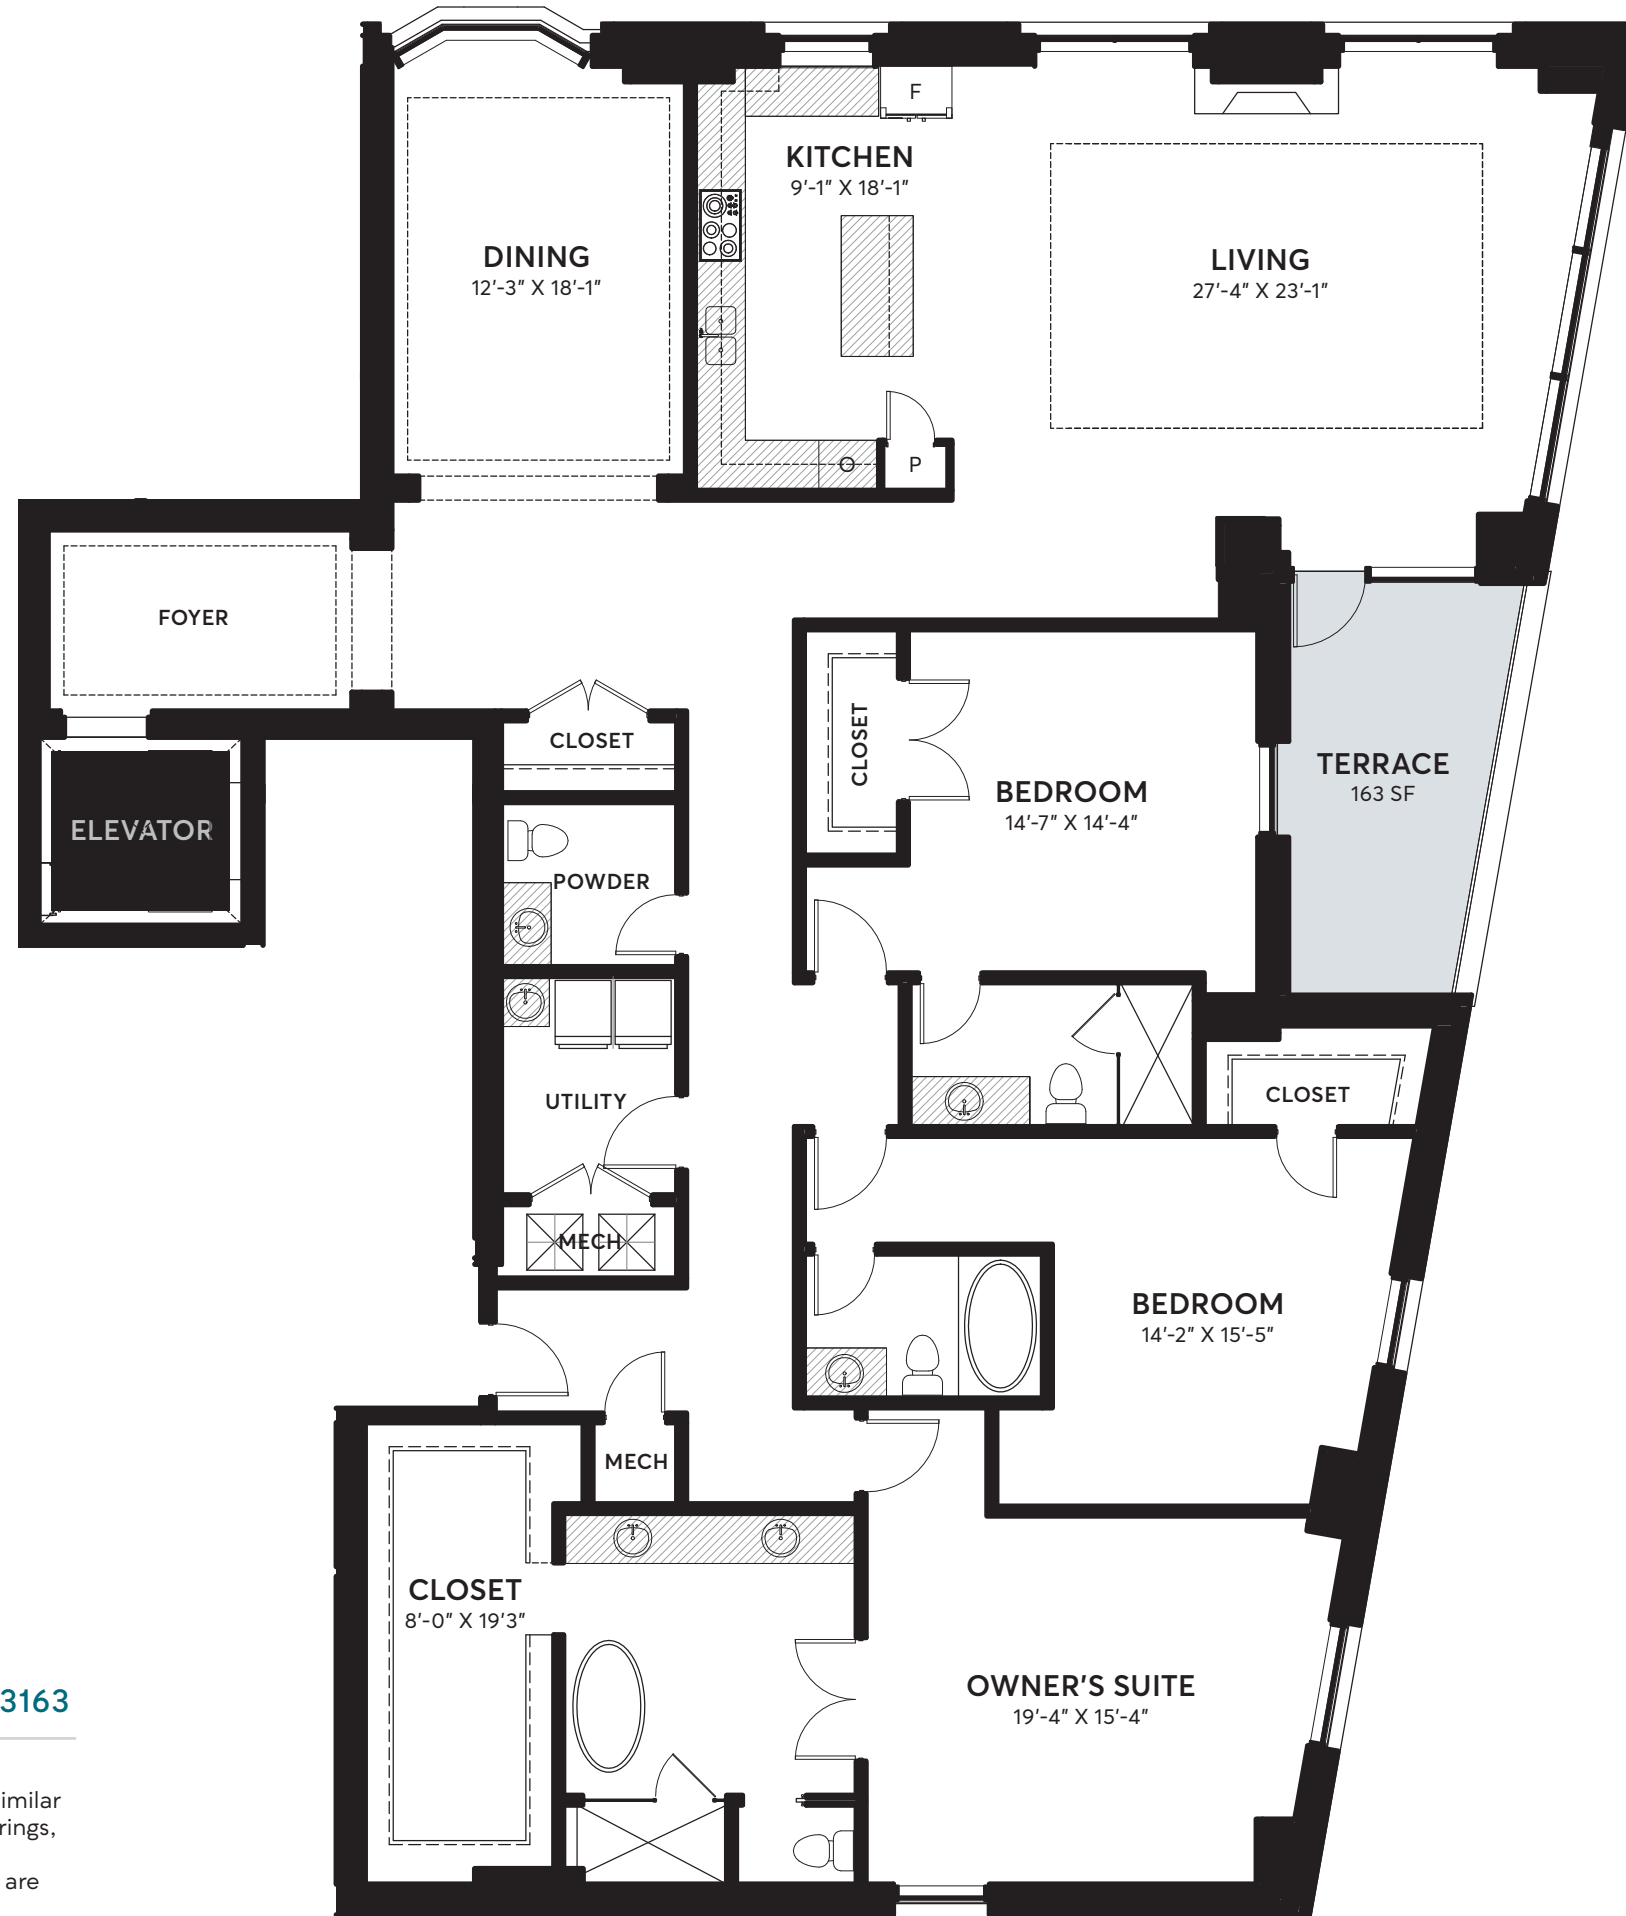 F
KITCHEN
9'-1" X 18'-1"
DINING
12'-3" X 18'-1"
LIVING
27'-4" X 23'-1"
O
P
FOYER
CLOSET
CLOSET
BEDROOM
14'-7" X 14'-4"
TERRACE
163 SF
ELEVATOR
POWDER
UTILITY
CLOSET
MECH
BEDROOM
14'-2" X 15'-5"
MECH
CLOSET
8'-0" X 19'3"
OWNER'S SUITE
19'-4" X 15'-4"
3163
imilar
rings,
are